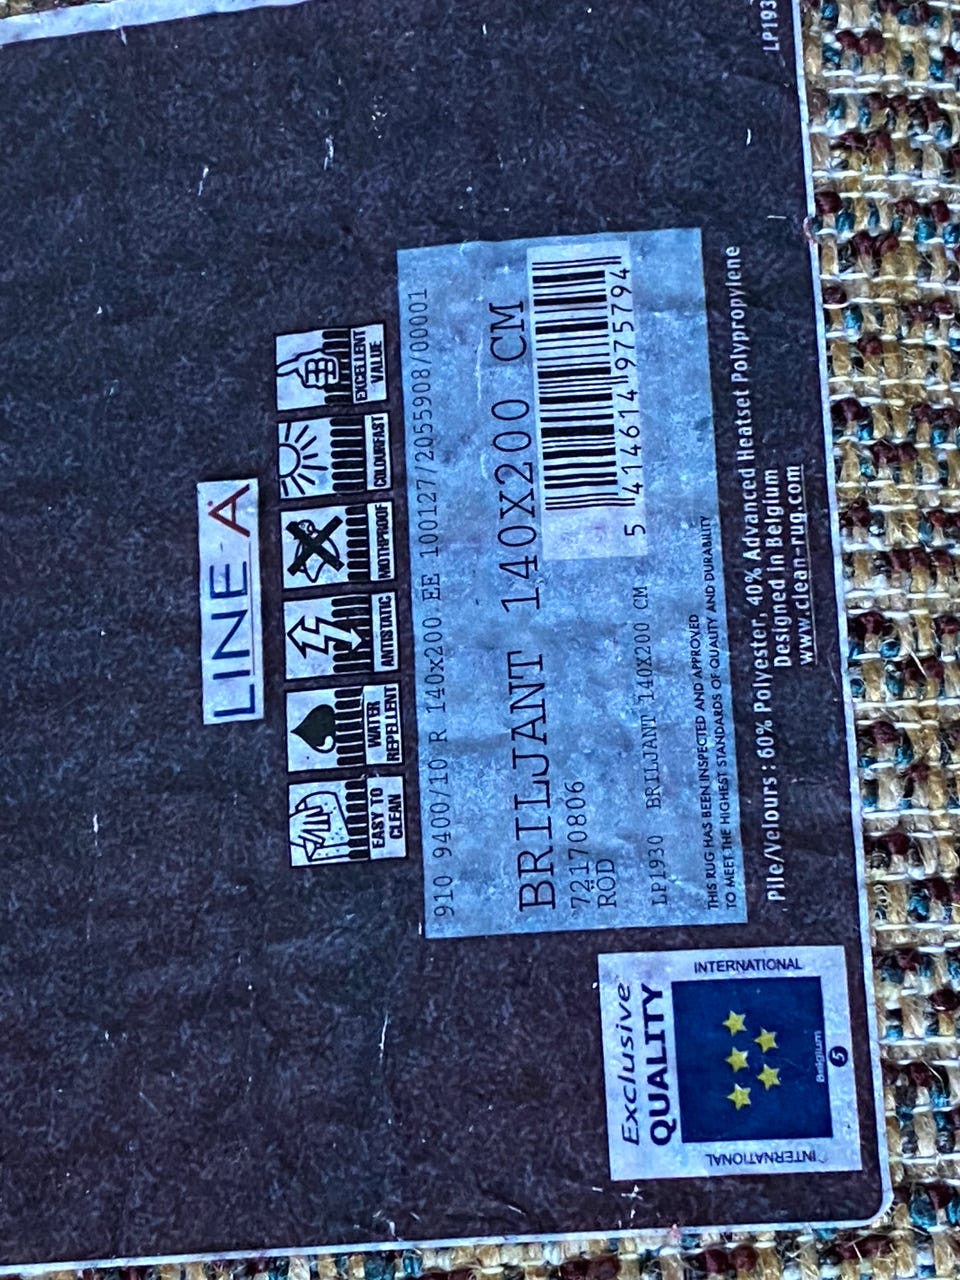 LINE A
EASY TO
CLEAN
WATER
REPELLENT
ANTISTATIC
MOTHPROOF
COLOURFAST
EXCELLENT
VALUE
910 9400/10 R 140x200 EE 100127/2055908/00001
BRILJANT 140X200 CM
72170806
RÖD
5 414614 975794
LP1930 BRILJANT 140X200 CM
THIS RUG HAS BEEN INSPECTED AND APPROVED
TO MEET THE HIGHEST STANDARDS OF QUALITY AND DURABILITY
Pile/Velours : 60% Polyester, 40% Advanced Heatset Polypropylene
Designed in Belgium
www.clean-rug.com
Exclusive
QUALITY
INTERNATIONAL
INTERNATIONAL
Belgium
5
LP193